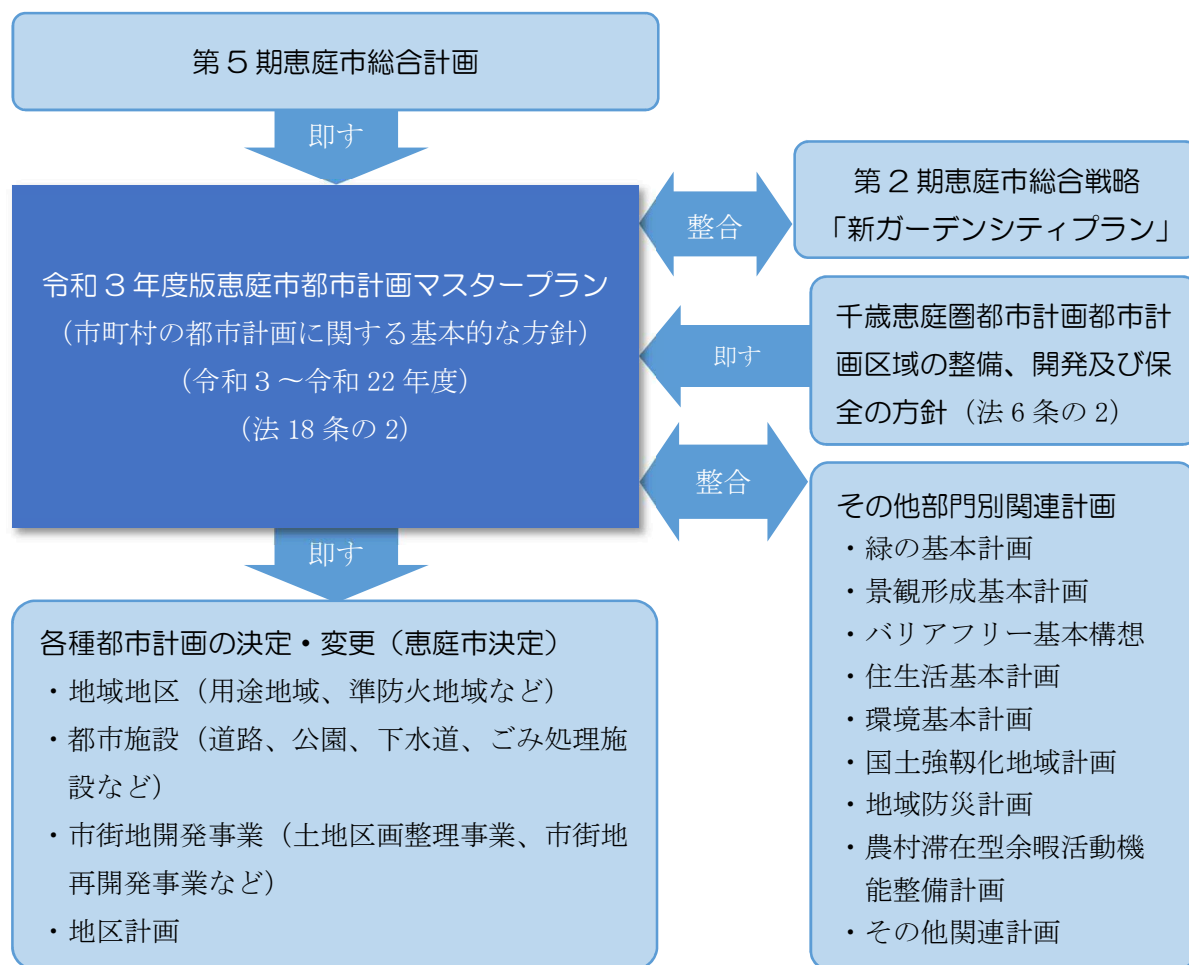 第５期恵庭市総合計画
即す
令和３年度版恵庭市都市計画マスタープラン
（市町村の都市計画に関する基本的な方針）
（令和３～令和 22 年度）
（法 18 条の 2）
整合
第２期恵庭市総合戦略
「新ガーデンシティプラン」
即す
千歳恵庭圏都市計画都市計
画区域の整備、開発及び保
全の方針（法 6 条の 2）
整合
その他部門別関連計画
・緑の基本計画
・景観形成基本計画
・バリアフリー基本構想
・住生活基本計画
・環境基本計画
・国土強靱化地域計画
・地域防災計画
・農村滞在型余暇活動機
能整備計画
・その他関連計画
即す
各種都市計画の決定・変更（恵庭市決定）
・地域地区（用途地域、準防火地域など）
・都市施設（道路、公園、下水道、ごみ処理施
設など）
・市街地開発事業（土地区画整理事業、市街地
再開発事業など）
・地区計画